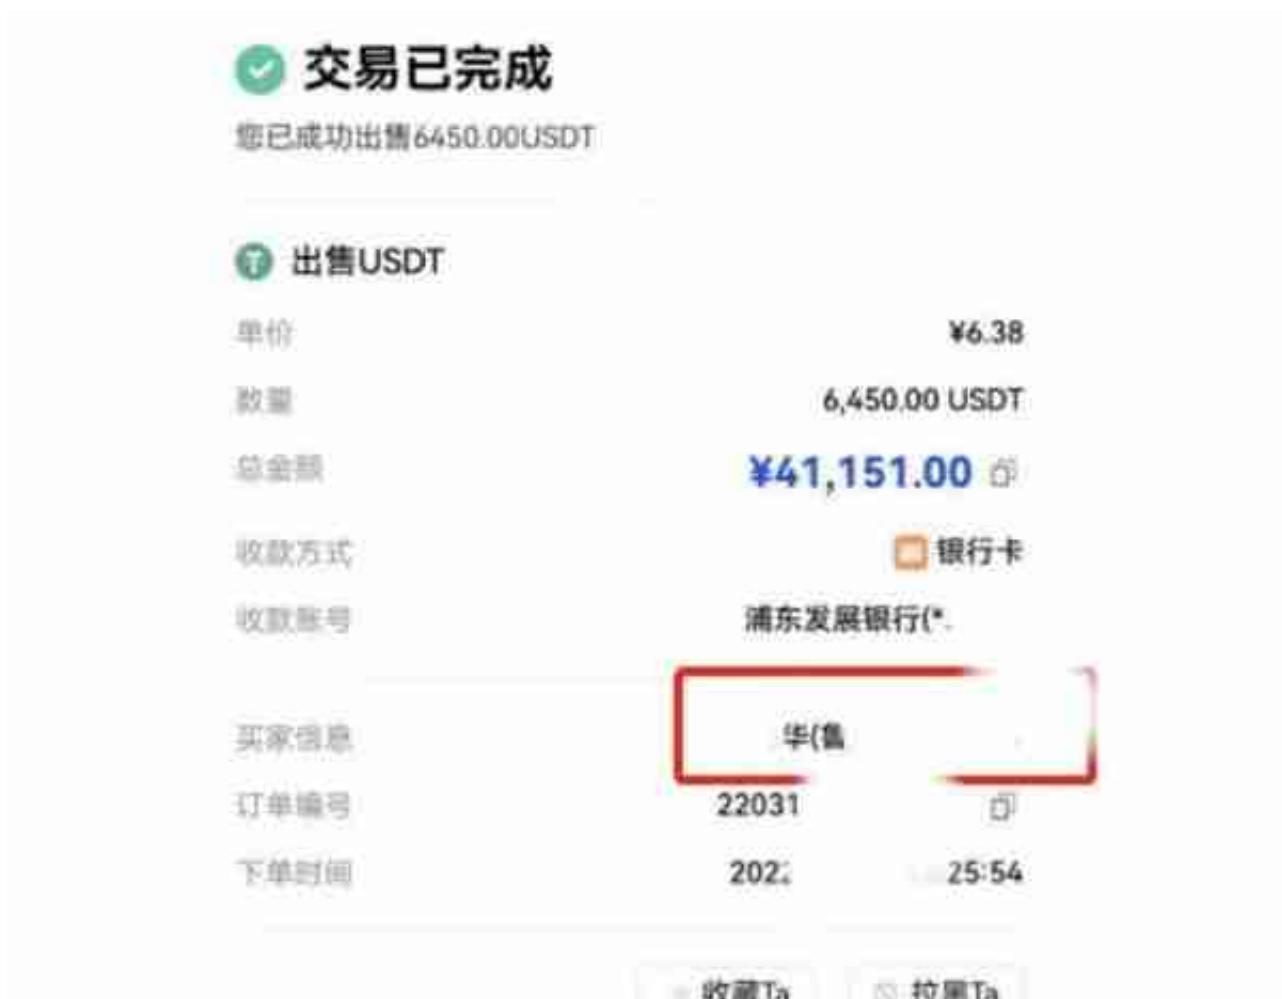 交易已完成
您已成功出售6450.00USDT
出售USDT
单价 ¥6.38
数量 6,450.00 USDT
总金额 ¥41,151.00
收款方式 银行卡
收款账号 浦东发展银行(*.
买家信息 华(鲁
订单编号 22031
下单时间 202 25:54
收藏Ta 拉黑Ta